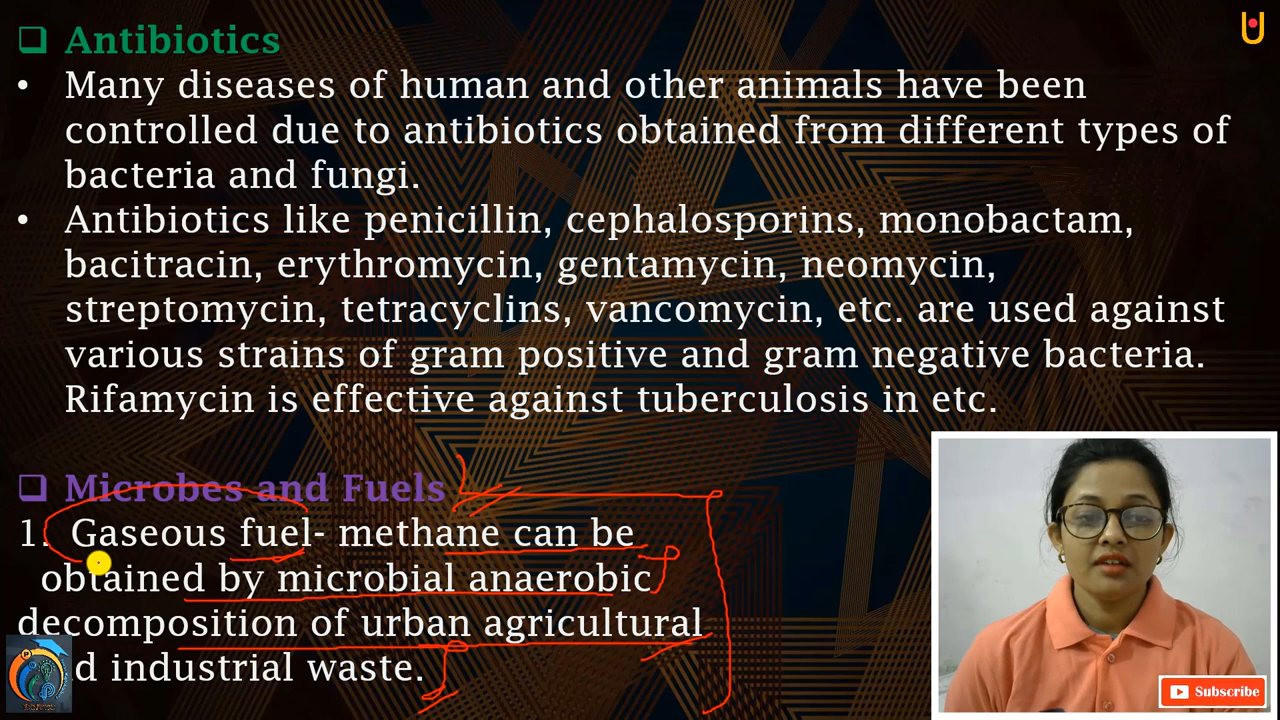 ❑ Antibiotics
• Many diseases of human and other animals have been
controlled due to antibiotics obtained from different types of
bacteria and fungi.
• Antibiotics like penicillin, cephalosporins, monobactam,
bacitracin, erythromycin, gentamycin, neomycin,
streptomycin, tetracyclins, vancomycin, etc. are used against
various strains of gram positive and gram negative bacteria.
Rifamycin is effective against tuberculosis in etc.
❑ Microbes and Fuels
1. Gaseous fuel- methane can be
obtained by microbial anaerobic
decomposition of urban agricultural
d industrial waste.
Subscribe